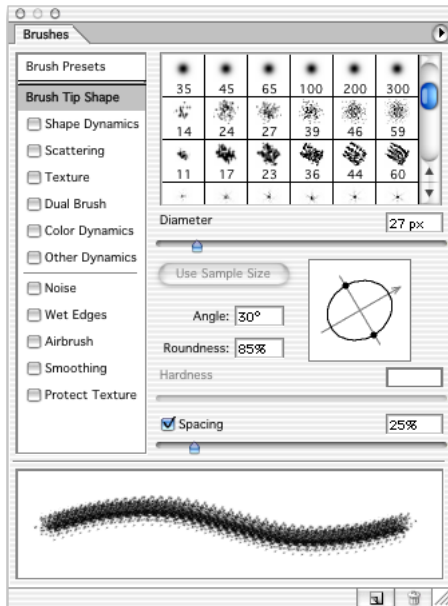 Brushes
Brush Presets
Brush Tip Shape
Shape Dynamics
Scattering
Texture
Dual Brush
Color Dynamics
Other Dynamics
Noise
Wet Edges
Airbrush
Smoothing
Protect Texture
35 45 65 100 200 300
14 24 27 39 46 59
11 17 23 36 44 60
Diameter 27 px
Use Sample Size
Angle: 30°
Roundness: 85%
Hardness
Spacing 25%